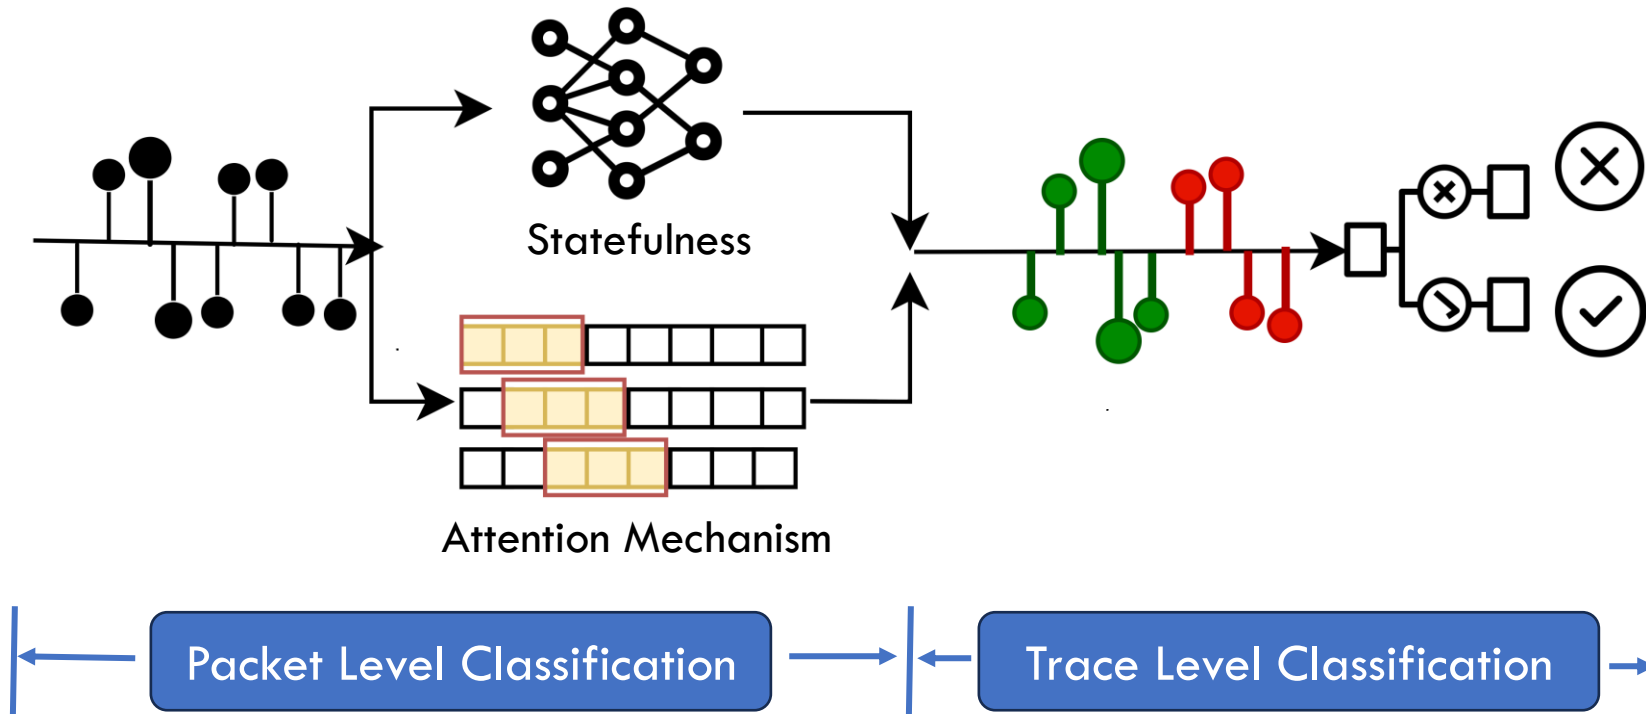 Statefulness
Attention Mechanism
Packet Level Classification
Trace Level Classification